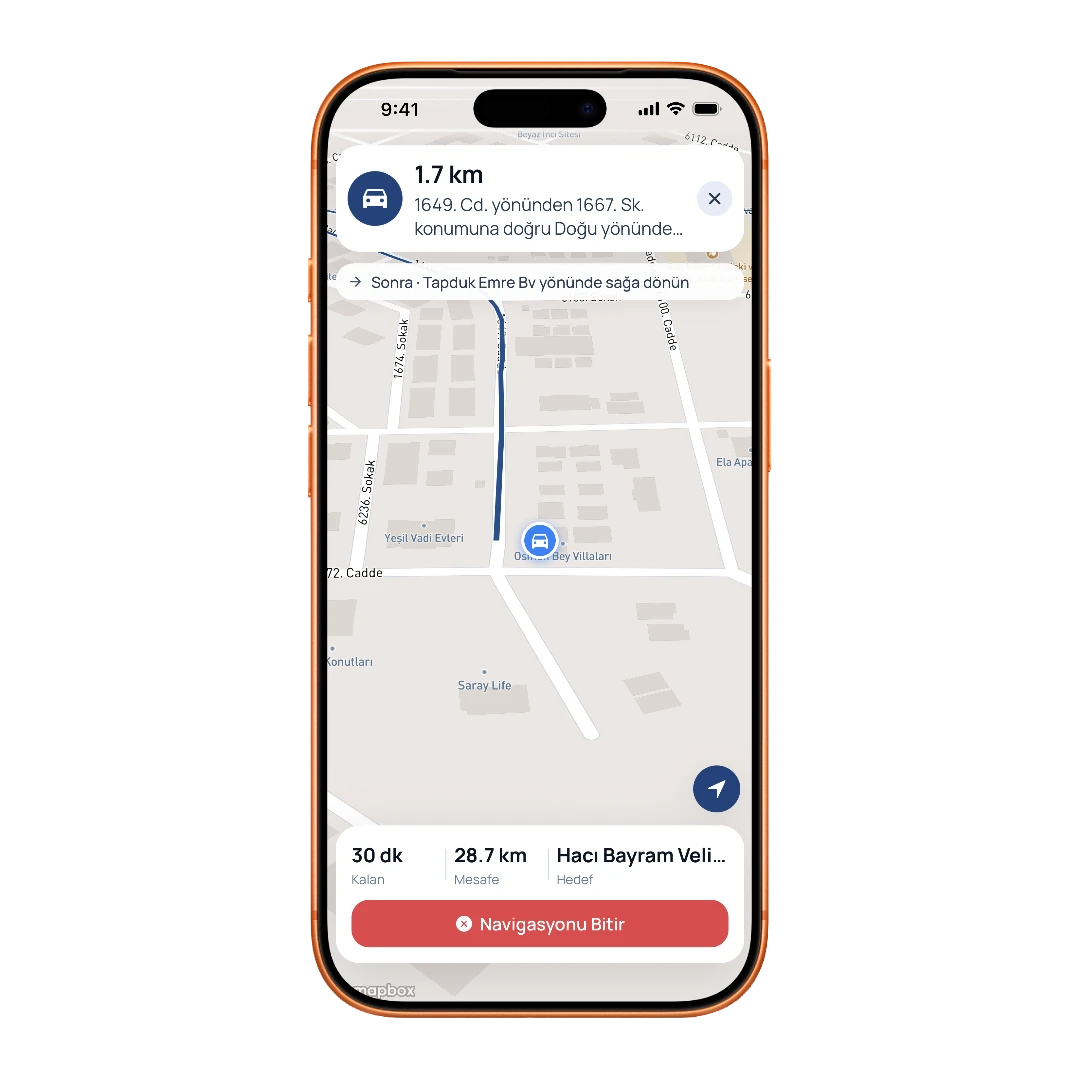 9:41
Beyaz İnci Sitesi
6112. Cadde
1.7 km
1649. Cd. yönünden 1667. Sk.
konumuna doğru Doğu yönünde...
→ Sonra · Tapduk Emre Bv yönünde sağa dönün
1674. Sokak
00. Cadde
Ela Apa
6236. Sokak
Yeşil Vadi Evleri
Bey Villaları
72. Cadde
Konutları
Saray Life
30 dk
Kalan
28.7 km
Mesafe
Hacı Bayram Veli...
Hedef
Navigasyonu Bitir
mapbox